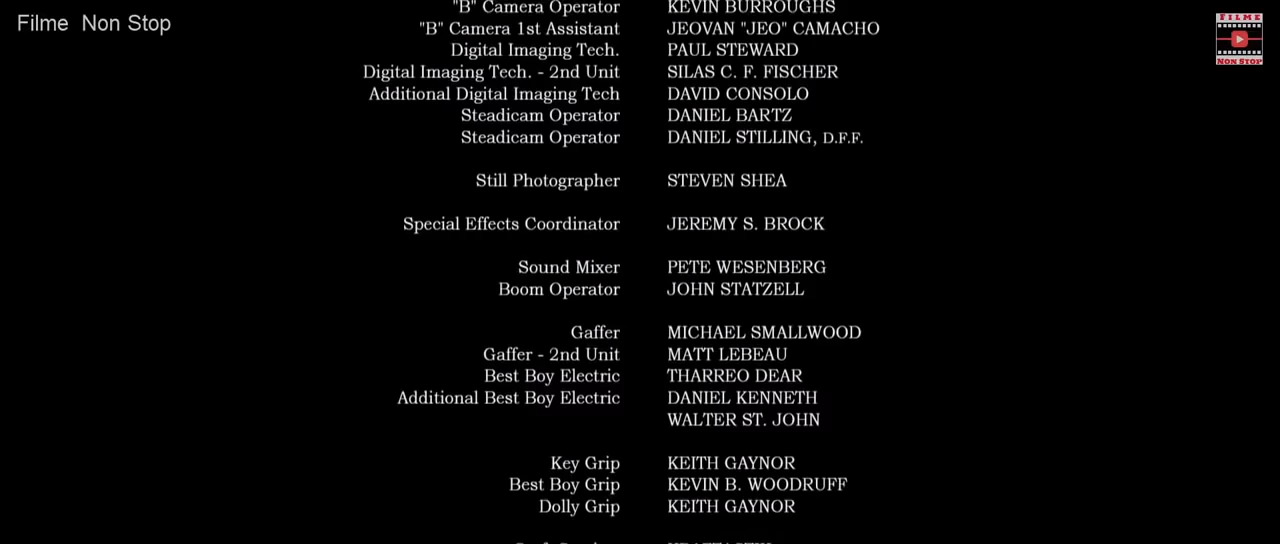 Filme Non Stop
FILME
NON STOP
"B" Camera Operator KEVIN BURROUGHS
"B" Camera 1st Assistant JEOVAN "JEO" CAMACHO
Digital Imaging Tech. PAUL STEWARD
Digital Imaging Tech. - 2nd Unit SILAS C. F. FISCHER
Additional Digital Imaging Tech DAVID CONSOLO
Steadicam Operator DANIEL BARTZ
Steadicam Operator DANIEL STILLING, D.F.F.
Still Photographer STEVEN SHEA
Special Effects Coordinator JEREMY S. BROCK
Sound Mixer PETE WESENBERG
Boom Operator JOHN STATZELL
Gaffer MICHAEL SMALLWOOD
Gaffer - 2nd Unit MATT LEBEAU
Best Boy Electric THARREO DEAR
Additional Best Boy Electric DANIEL KENNETH
WALTER ST. JOHN
Key Grip KEITH GAYNOR
Best Boy Grip KEVIN B. WOODRUFF
Dolly Grip KEITH GAYNOR